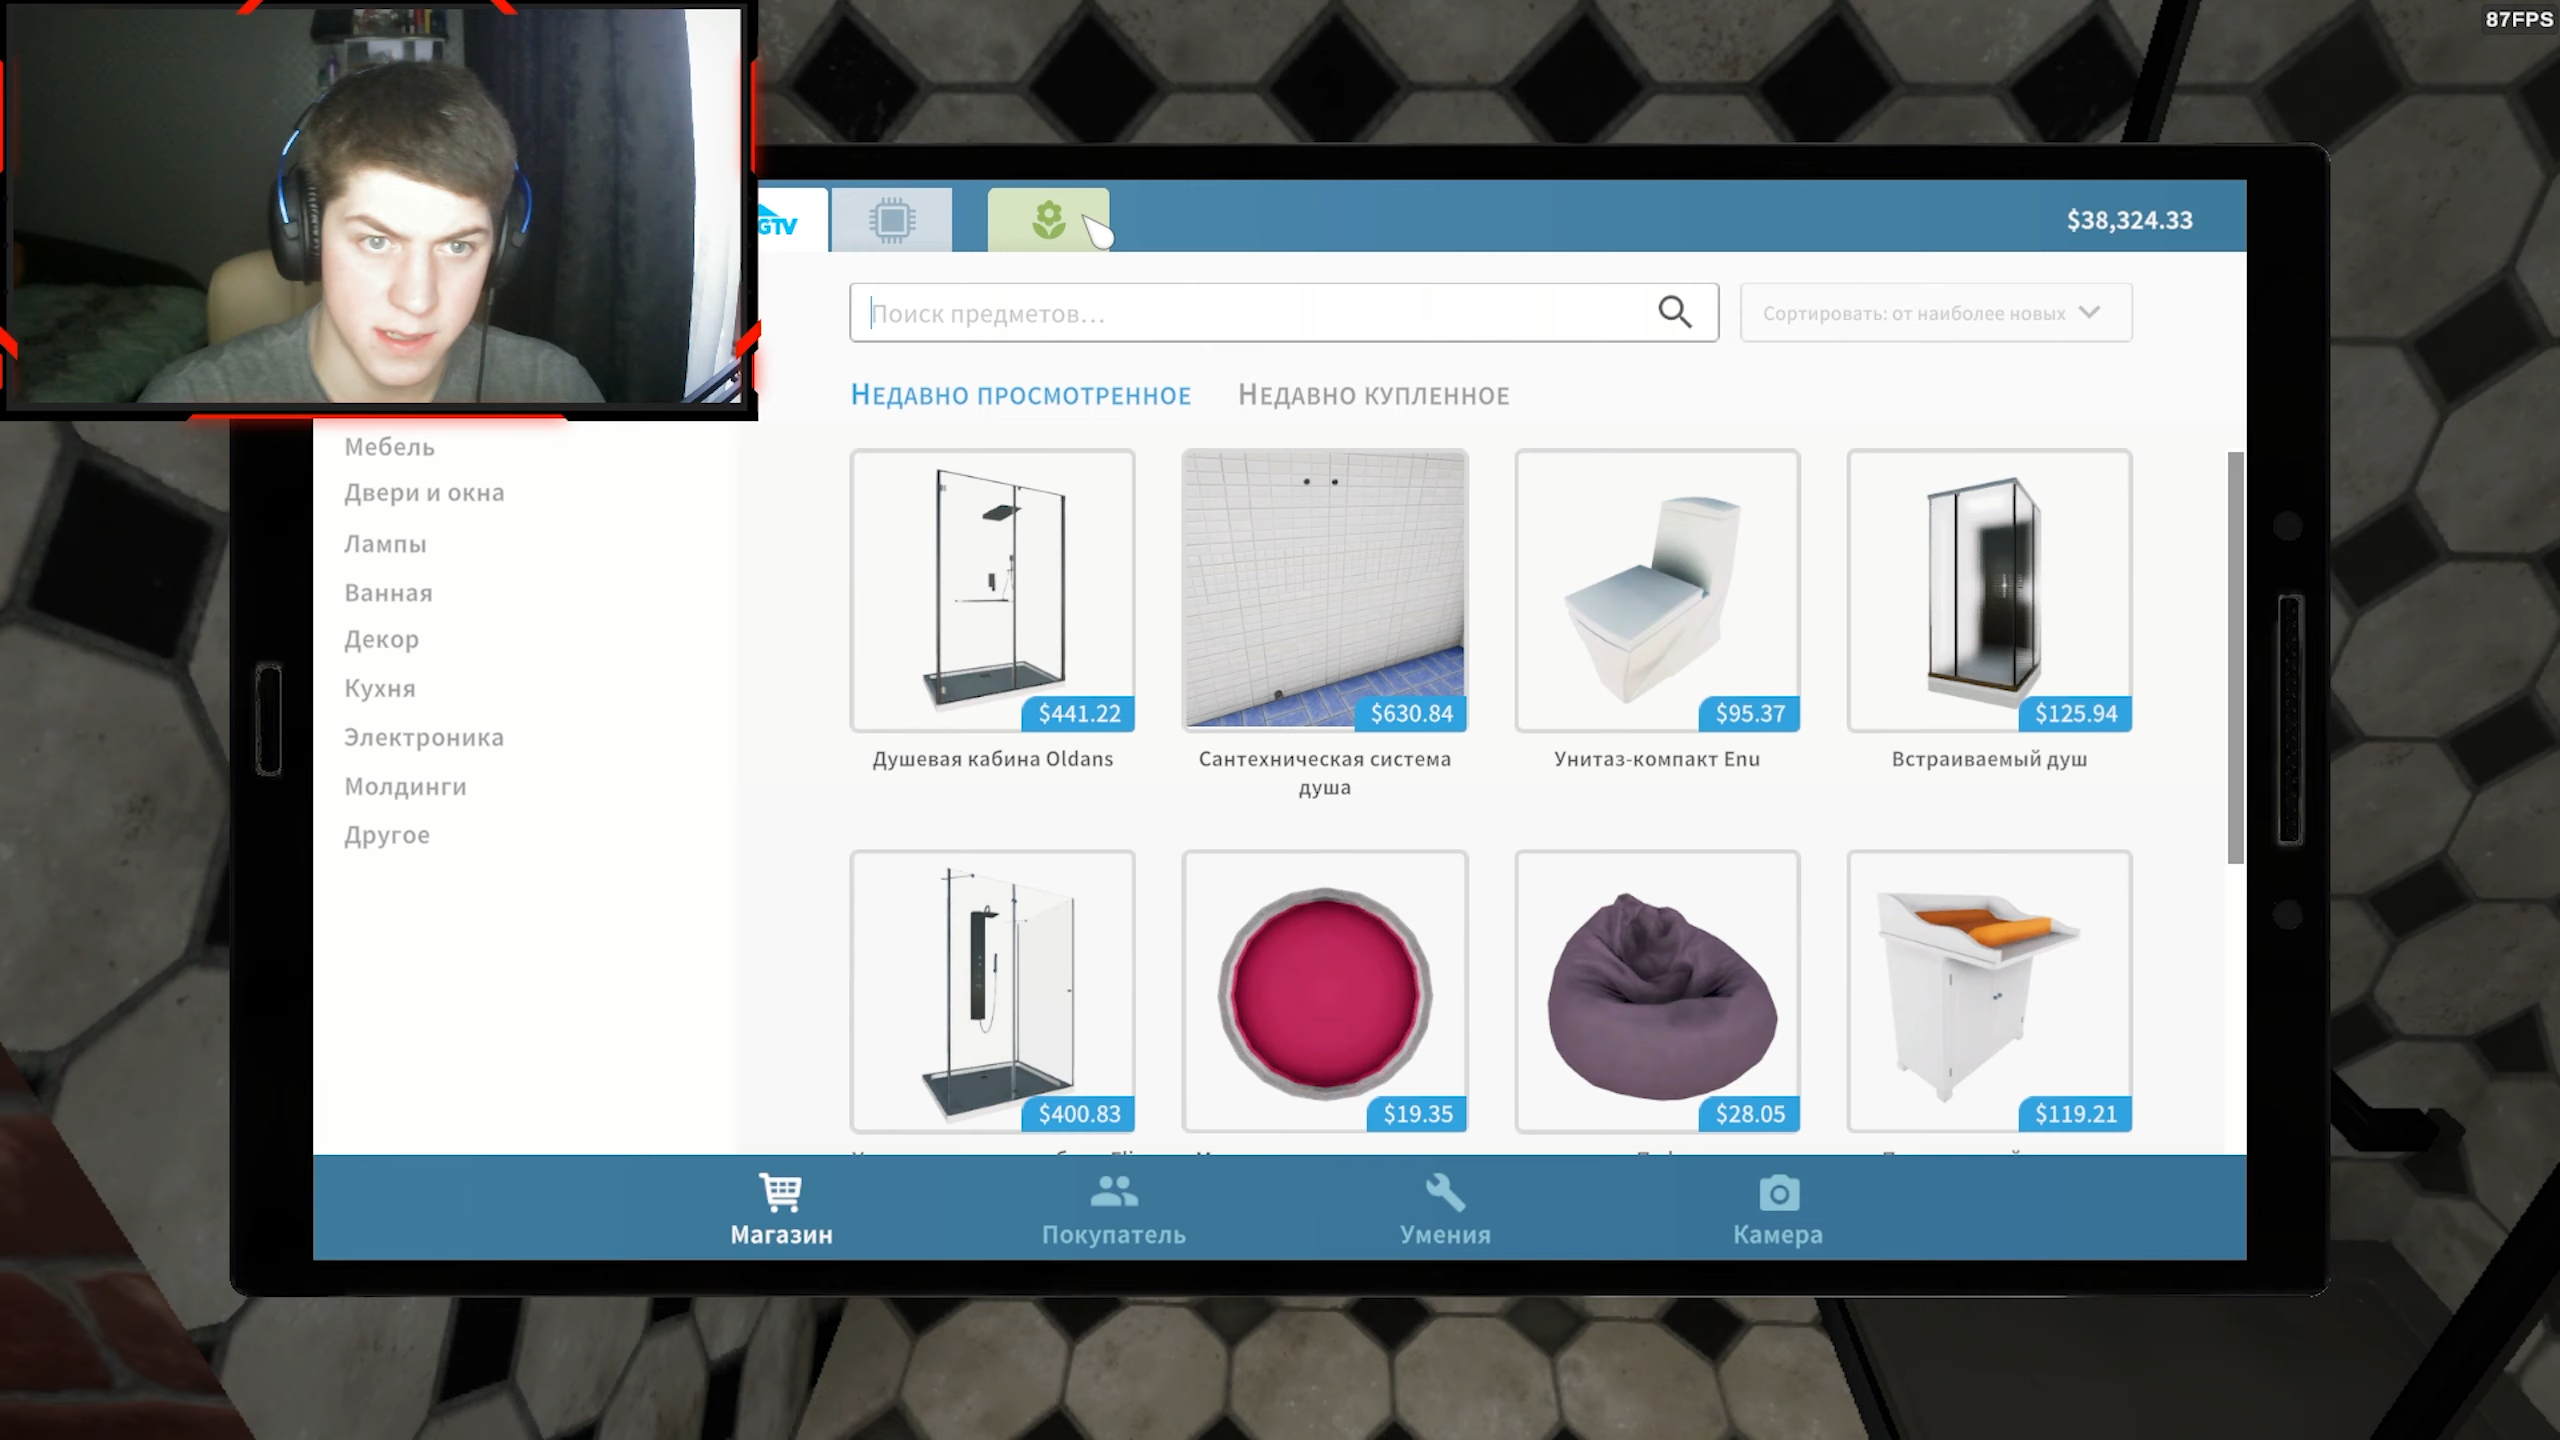 87FPS
GTV
$38,324.33
Поиск предметов...
Сортировать: от наиболее новых
НЕДАВНО ПРОСМОТРЕННОЕ
НЕДАВНО КУПЛЕННОЕ
Мебель
Двери и окна
Лампы
Ванная
Декор
Кухня
Электроника
Молдинги
Другое
$441.22
$630.84
$95.37
$125.94
Душевая кабина Oldans
Сантехническая система
душа
Унитаз-компакт Enu
Встраиваемый душ
$400.83
$19.35
$28.05
$119.21
Магазин
Покупатель
Умения
Камера